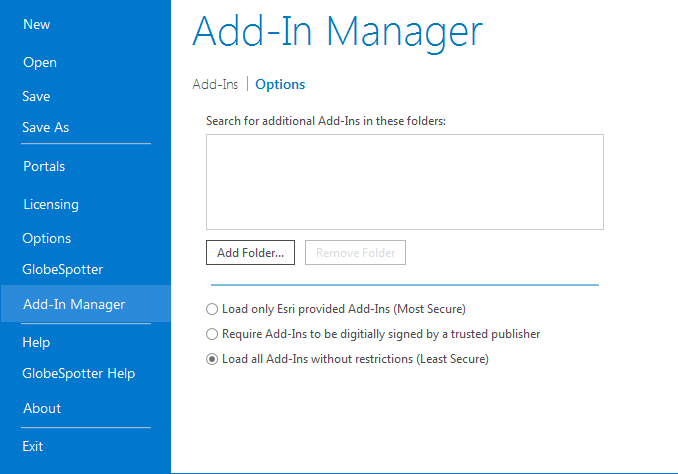 New
Open
Save
Save As
Portals
Licensing
Options
GlobeSpotter
Add-In Manager
Help
GlobeSpotter Help
About
Exit
Add-In Manager
Add-Ins | Options
Search for additional Add-Ins in these folders:
Add Folder... Remove Folder
Load only Esri provided Add-Ins (Most Secure)
Require Add-Ins to be digitially signed by a trusted publisher
Load all Add-Ins without restrictions (Least Secure)